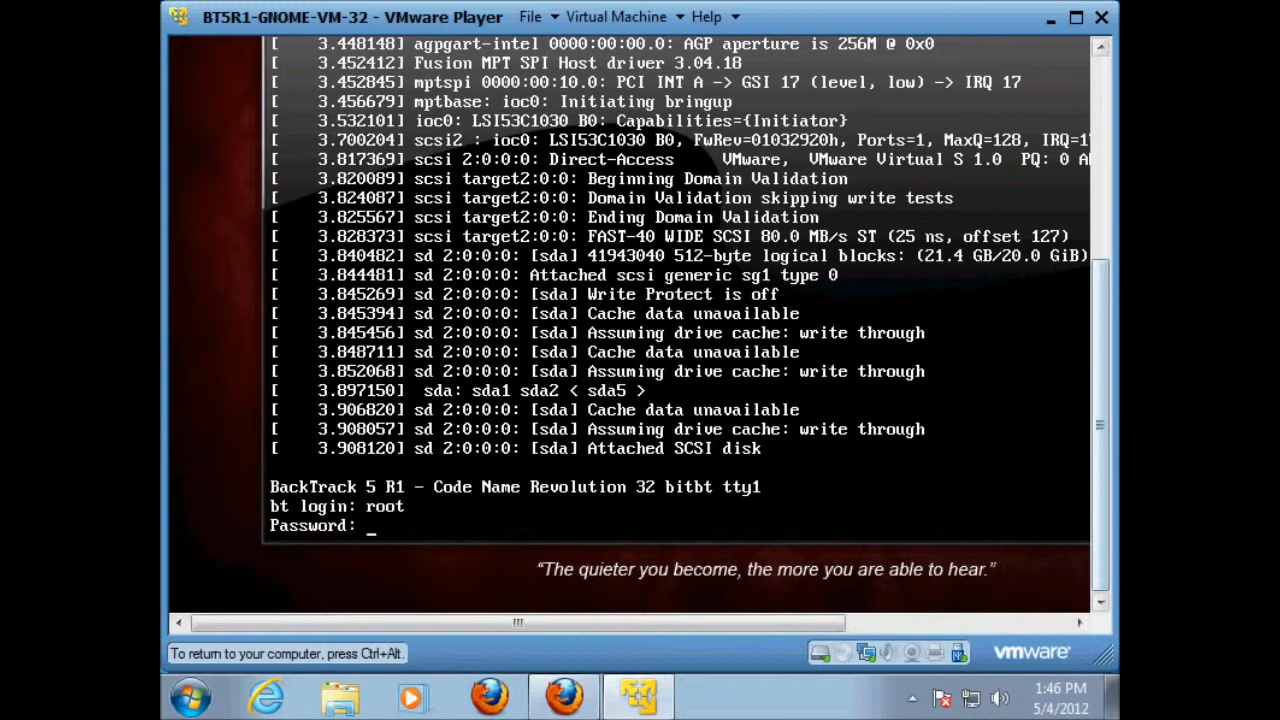 BT5R1-GNOME-VM-32 - VMware Player File Virtual Machine Help
[ 3.448148] agpgart-intel 0000:00:00.0: AGP aperture is 256M @ 0x0
[ 3.452412] Fusion MPT SPI Host driver 3.04.18
[ 3.452845] mptspi 0000:00:10.0: PCI INT A -> GSI 17 (level, low) -> IRQ 17
[ 3.456679] mptbase: ioc0: Initiating bringup
[ 3.532101] ioc0: LSI53C1030 B0: Capabilities={Initiator}
[ 3.700204] scsi2 : ioc0: LSI53C1030 B0, FwRev=01032920h, Ports=1, MaxQ=128, IRQ=1
[ 3.817369] scsi 2:0:0:0: Direct-Access VMware, VMware Virtual S 1.0 PQ: 0 A
[ 3.820089] scsi target2:0:0: Beginning Domain Validation
[ 3.824087] scsi target2:0:0: Domain Validation skipping write tests
[ 3.825567] scsi target2:0:0: Ending Domain Validation
[ 3.828373] scsi target2:0:0: FAST-40 WIDE SCSI 80.0 MB/s ST (25 ns, offset 127)
[ 3.840482] sd 2:0:0:0: [sda] 41943040 512-byte logical blocks: (21.4 GB/20.0 GiB)
[ 3.844481] sd 2:0:0:0: Attached scsi generic sg1 type 0
[ 3.845269] sd 2:0:0:0: [sda] Write Protect is off
[ 3.845394] sd 2:0:0:0: [sda] Cache data unavailable
[ 3.845456] sd 2:0:0:0: [sda] Assuming drive cache: write through
[ 3.848711] sd 2:0:0:0: [sda] Cache data unavailable
[ 3.852068] sd 2:0:0:0: [sda] Assuming drive cache: write through
[ 3.897150] sda: sda1 sda2 < sda5 >
[ 3.906820] sd 2:0:0:0: [sda] Cache data unavailable
[ 3.908057] sd 2:0:0:0: [sda] Assuming drive cache: write through
[ 3.908120] sd 2:0:0:0: [sda] Attached SCSI disk
BackTrack 5 R1 - Code Name Revolution 32 bitbt tty1
bt login: root
Password: _
“The quieter you become, the more you are able to hear.”
To return to your computer, press Ctrl+Alt.
vmware
1:46 PM
5/4/2012